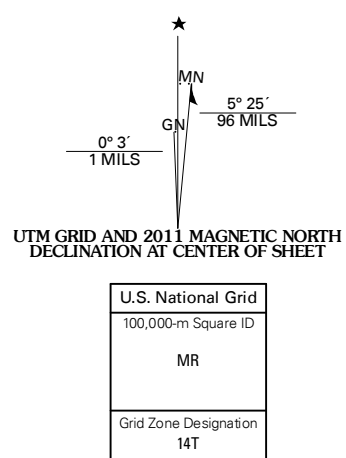 MN
GN
5° 25´
96 MILS
0° 3´
1 MILS
UTM GRID AND 2011 MAGNETIC NORTH
DECLINATION AT CENTER OF SHEET
U.S. National Grid
100,000-m Square ID
MR
Grid Zone Designation
14T